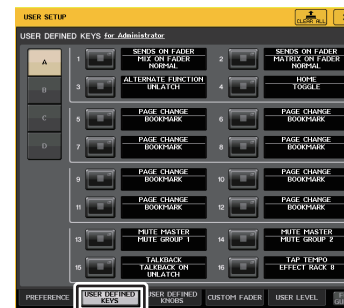 USER SETUP
CLEAR ALL
USER DEFINED KEYS for Administrator
A
B
C
D
1
SENDS ON FADER
MIX ON FADER
NORMAL
2
SENDS ON FADER
MATRIX ON FADER
NORMAL
3
ALTERNATE FUNCTION
UNLATCH
4
HOME
TOGGLE
5
PAGE CHANGE
BOOKMARK
6
PAGE CHANGE
BOOKMARK
7
PAGE CHANGE
BOOKMARK
8
PAGE CHANGE
BOOKMARK
9
PAGE CHANGE
BOOKMARK
10
PAGE CHANGE
BOOKMARK
11
PAGE CHANGE
BOOKMARK
12
PAGE CHANGE
BOOKMARK
13
MUTE MASTER
MUTE GROUP 1
14
MUTE MASTER
MUTE GROUP 2
15
TALKBACK
TALKBACK ON
UNLATCH
16
TAP TEMPO
EFFECT RACK 8
PREFERENCE
USER DEFINED
KEYS
USER DEFINED
KNOBS
CUSTOM FADER
USER LEVEL